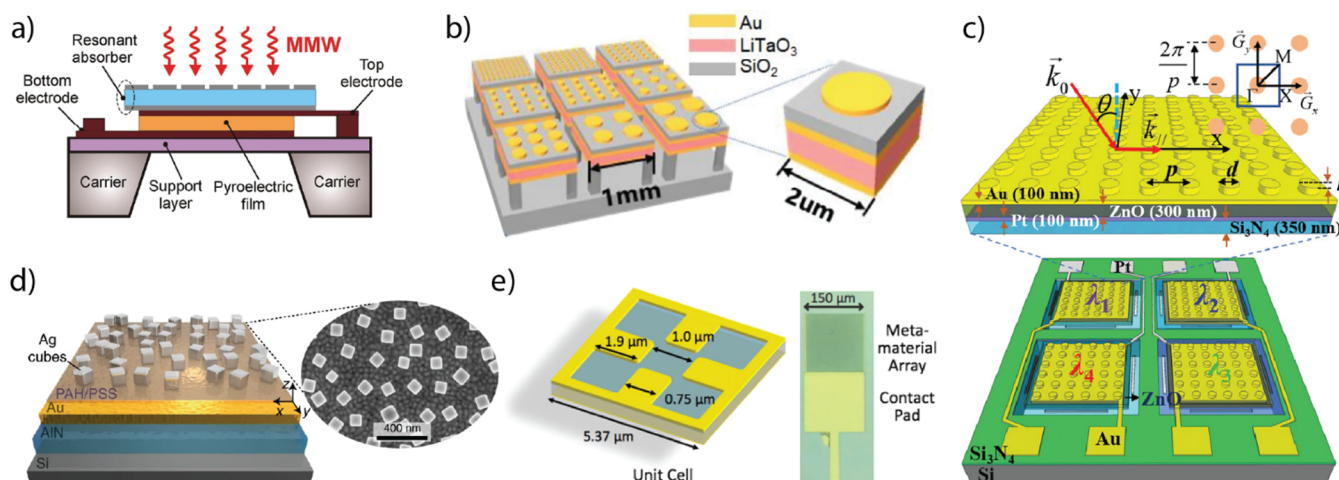 a)
Resonant
absorber
MMW
Bottom
electrode
Top
electrode
Carrier
Support
layer
Pyroelectric
film
Carrier
b)
Au
LiTaO₃
SiO₂
1mm
2um
c)
2π
p
G⃗y
M
Γ
X
G⃗x
k⃗₀
θ
y
k⃗//
x
p
d
Au (100 nm)
ZnO (300 nm)
Pt (100 nm)
Si₃N₄ (350 nm)
Pt
λ₁
λ₂
λ₄
λ₃
ZnO
Au
Si₃N₄
Si
d)
Ag
cubes
PAH/PSS
z
x
y
Au
AlN
Si
400 nm
e)
1.9 μm
1.0 μm
0.75 μm
5.37 μm
Unit Cell
150 μm
Meta-
material
Array
Contact
Pad